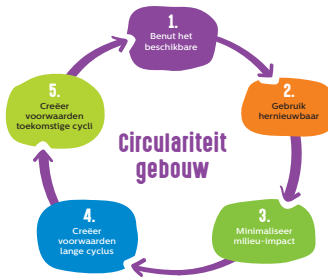 1.
Benut het
beschikbare
2.
Gebruik
hernieuwbaar
3.
Minimaliseer
milieu-impact
4.
Creëer
voorwaarden
lange cyclus
5.
Creëer
voorwaarden
toekomstige cycli
Circulariteit
gebouw